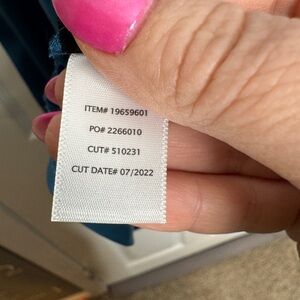 ITEM# 19659601
PO# 2266010
CUT# 510231
CUT DATE# 07/2022